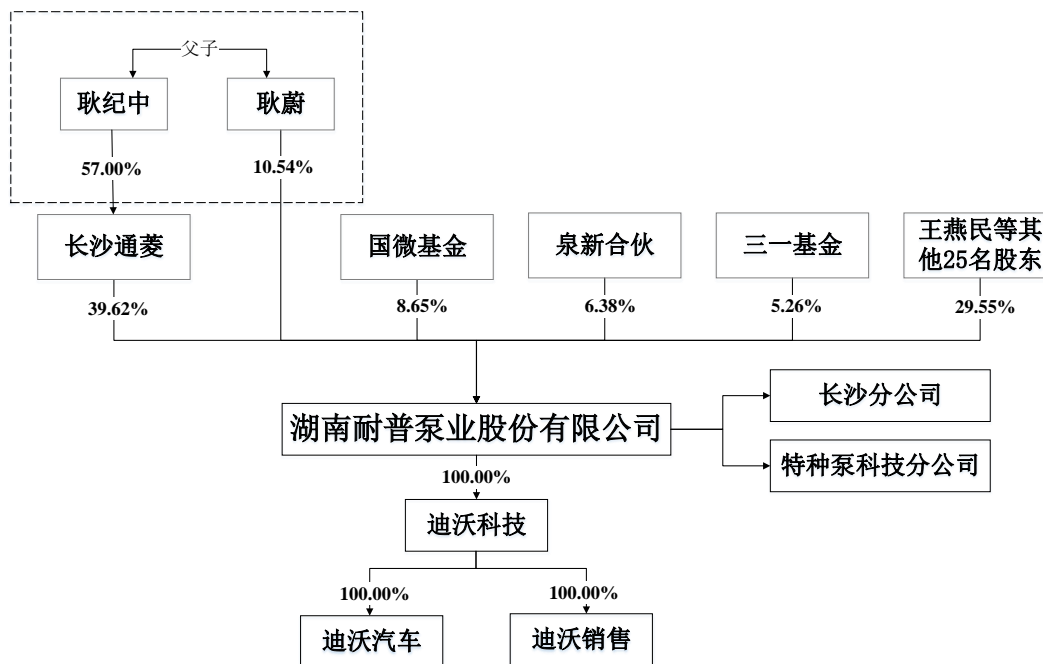 父子
耿纪中
耿蔚
57.00%
10.54%
长沙通菱
国微基金
泉新合伙
三一基金
王燕民等其
他25名股东
39.62%
8.65%
6.38%
5.26%
29.55%
长沙分公司
湖南耐普泵业股份有限公司
特种泵科技分公司
100.00%
迪沃科技
100.00%
100.00%
迪沃汽车
迪沃销售